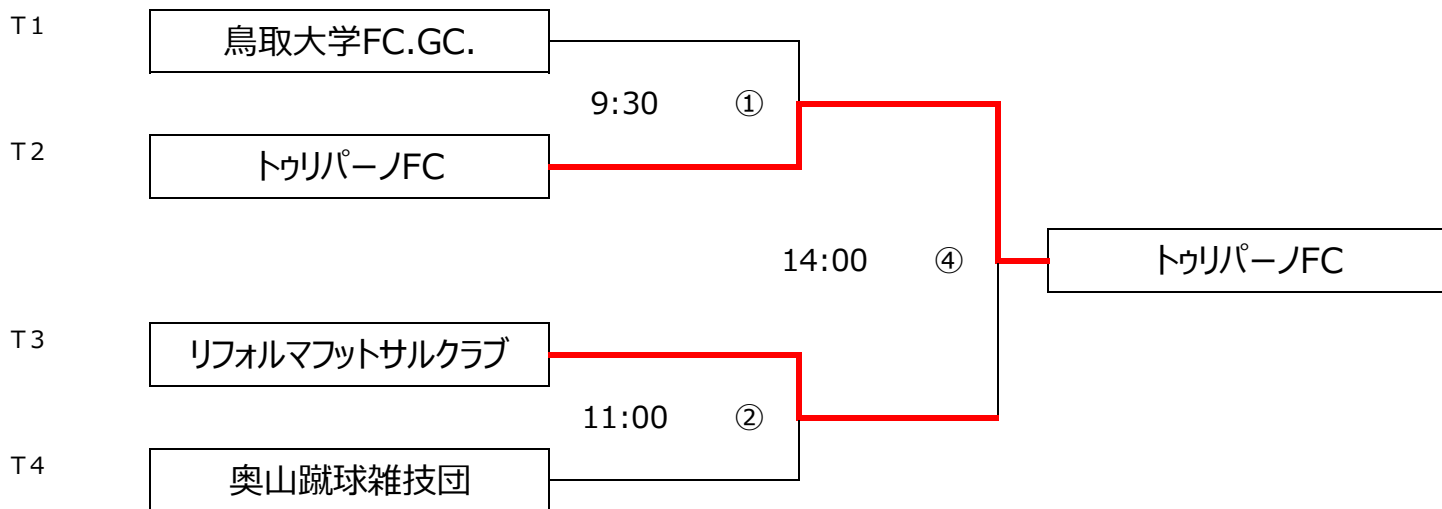 T1
鳥取大学FC.GC.
9:30 ①
T2
トゥリパーノFC
14:00 ④
トゥリパーノFC
T3
リフォルマフットサルクラブ
11:00 ②
T4
奥山蹴球雑技団